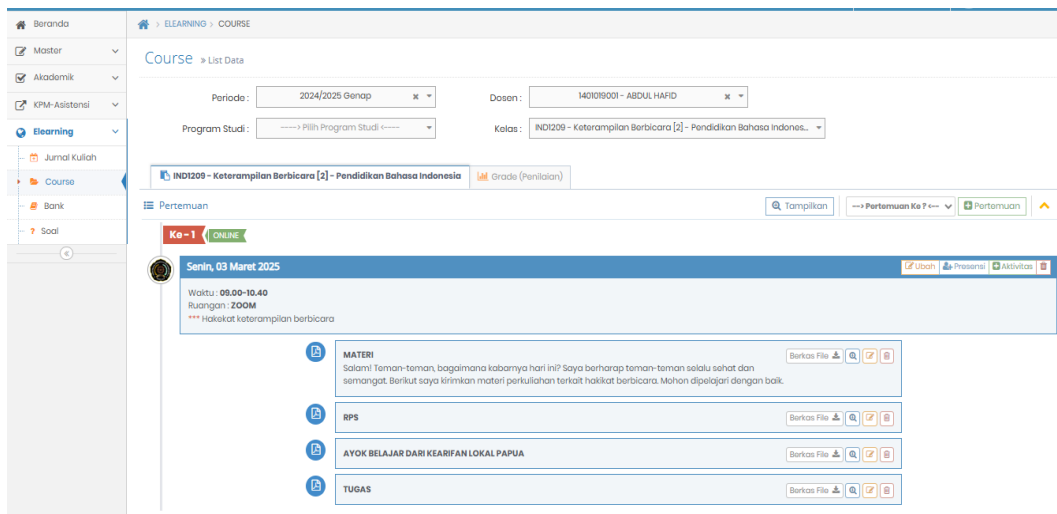 Beranda
ELEARNING > COURSE
Master
Course » List Data
Akademik
Periode : 2024/2025 Genap Dosen : 1401019001 - ABDUL HAFID
KPM-Asistensi
Program Studi : ----> Pilih Program Studi <---- Kelas : IND1209 - Keterampilan Berbicara [2] - Pendidikan Bahasa Indones...
Elearning
Jurnal Kuliah
IND1209 - Keterampilan Berbicara [2] - Pendidikan Bahasa Indonesia Grade (Penilaian)
Course
Bank
Pertemuan Tampilkan --> Pertemuan Ke ? <-- Pertemuan
Soal
Ke - 1 ONLINE
Senin, 03 Maret 2025 Ubah Presensi Aktivitas
Waktu : 09.00-10.40
Ruangan : ZOOM
*** Hakekat keterampilan berbicara
MATERI Berkas File
Salam! Teman-teman, bagaimana kabarnya hari ini? Saya berharap teman-teman selalu sehat dan
semangat. Berikut saya kirimkan materi perkuliahan terkait hakikat berbicara. Mohon dipelajari dengan baik.
RPS Berkas File
AYOK BELAJAR DARI KEARIFAN LOKAL PAPUA Berkas File
TUGAS Berkas File